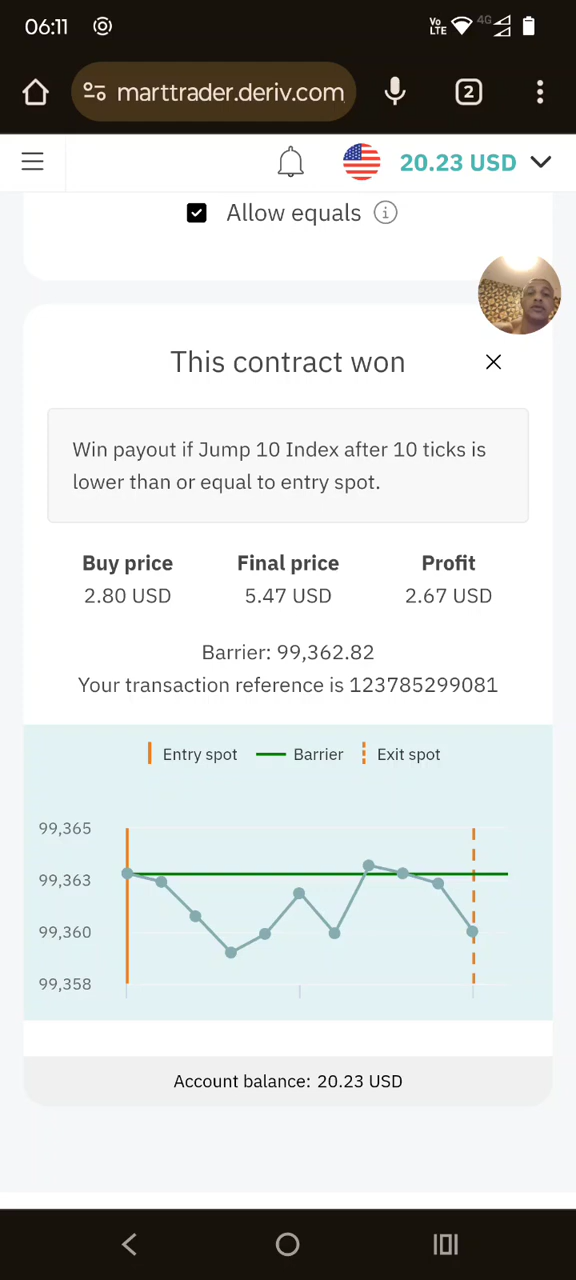 06:11
Vo LTE 4G
marttrader.deriv.com
2
20.23 USD
Allow equals i
This contract won
Win payout if Jump 10 Index after 10 ticks is
lower than or equal to entry spot.
Buy price Final price Profit
2.80 USD 5.47 USD 2.67 USD
Barrier: 99,362.82
Your transaction reference is 123785299081
Entry spot Barrier Exit spot
99,365
99,363
99,360
99,358
Account balance: 20.23 USD